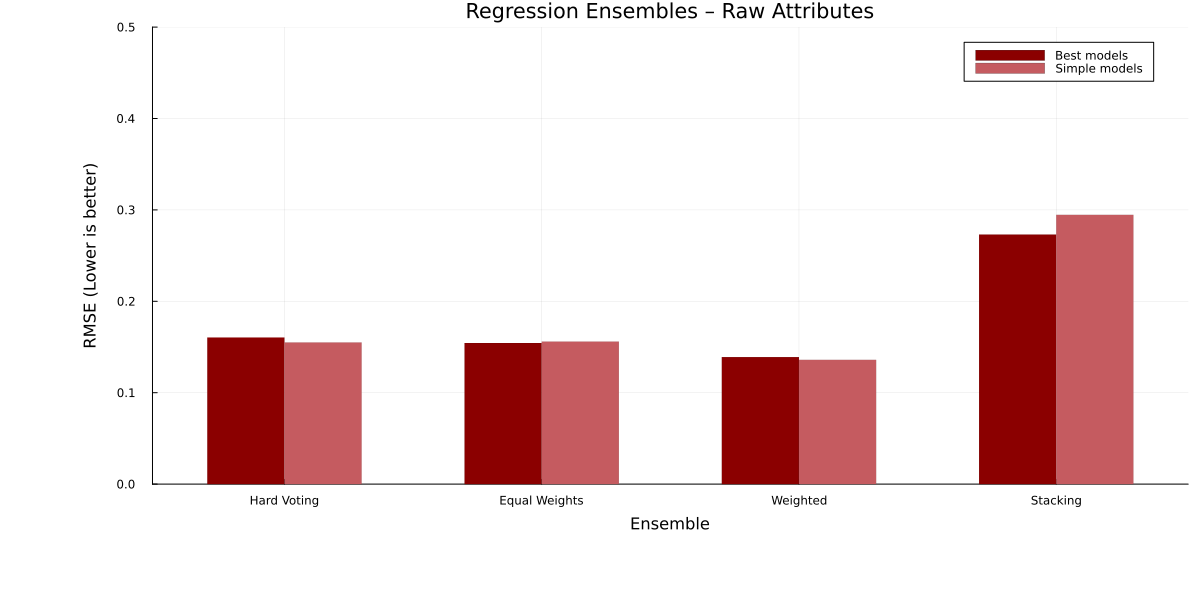 Regression Ensembles – Raw Attributes
Best models
Simple models
RMSE (Lower is better)
0.5
0.4
0.3
0.2
0.1
0.0
Hard Voting
Equal Weights
Weighted
Stacking
Ensemble